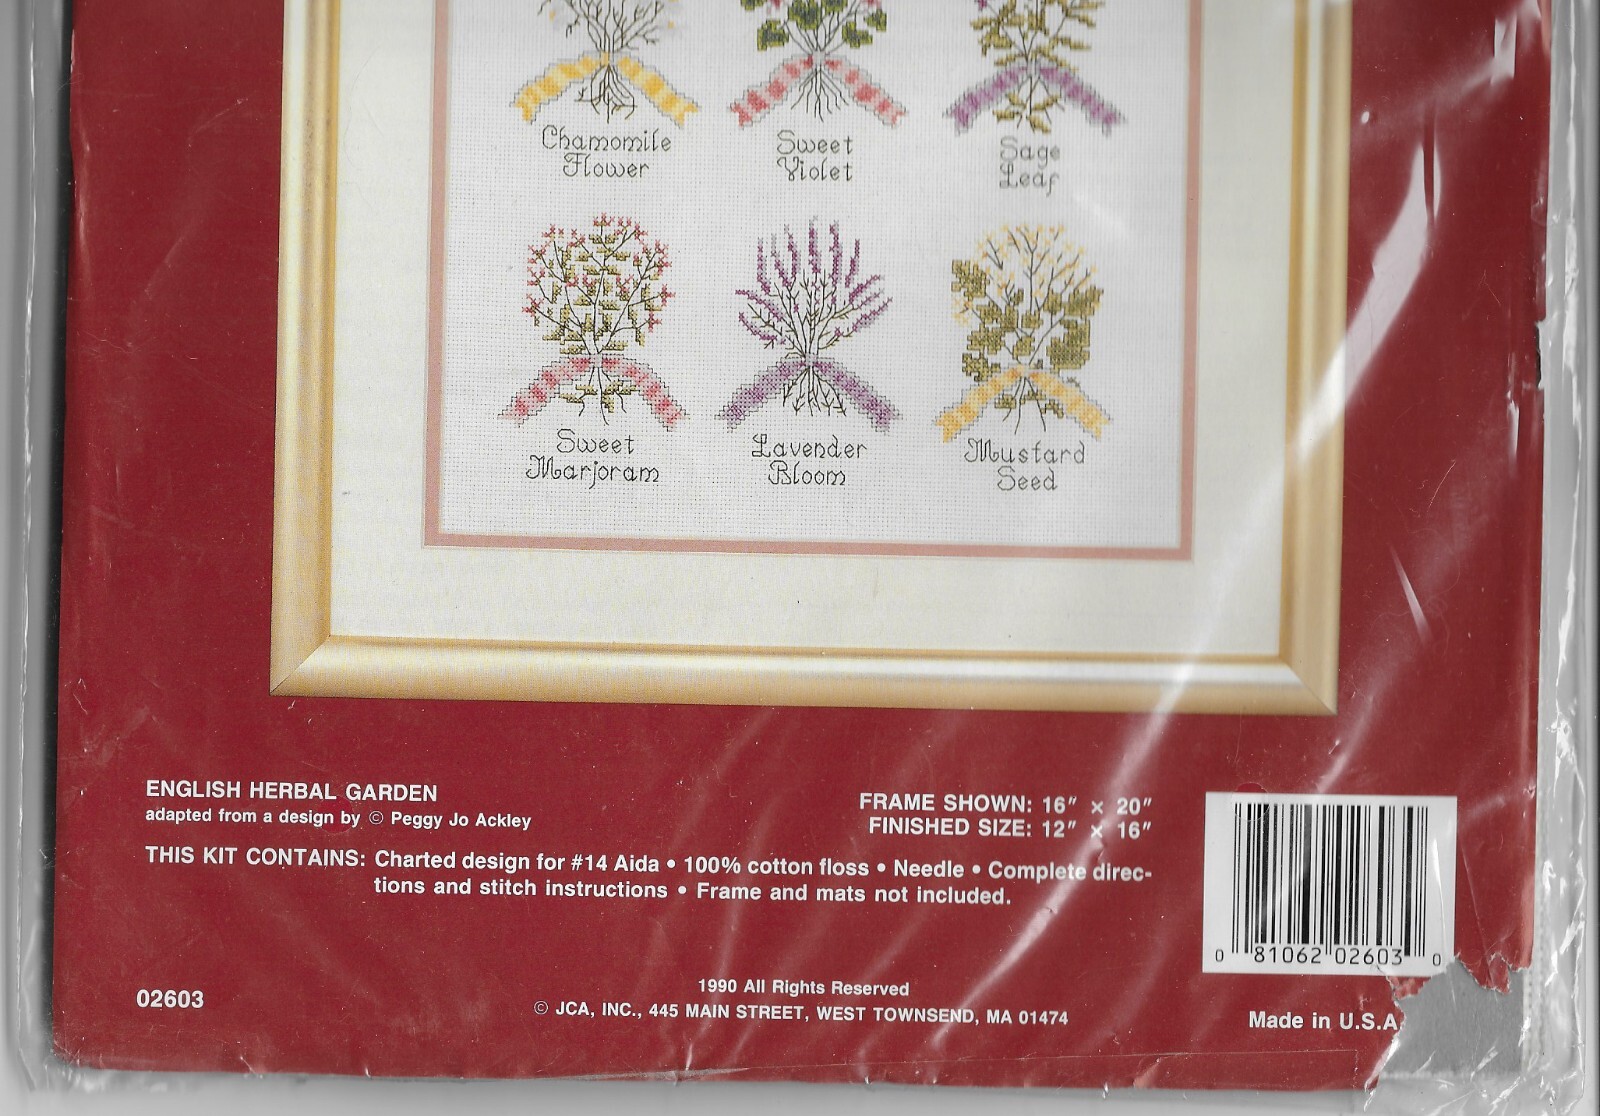 Chamomile
Flower
Sweet
Violet
Sage
Leaf
Sweet
Marjoram
Lavender
Bloom
Mustard
Seed
ENGLISH HERBAL GARDEN
adapted from a design by © Peggy Jo Ackley
FRAME SHOWN: 16" x 20"
FINISHED SIZE: 12" x 16"
THIS KIT CONTAINS: Charted design for #14 Aida • 100% cotton floss • Needle • Complete direc-
tions and stitch instructions • Frame and mats not included.
0 81062 02603 0
02603
1990 All Rights Reserved
© JCA, INC., 445 MAIN STREET, WEST TOWNSEND, MA 01474
Made in U.S.A.